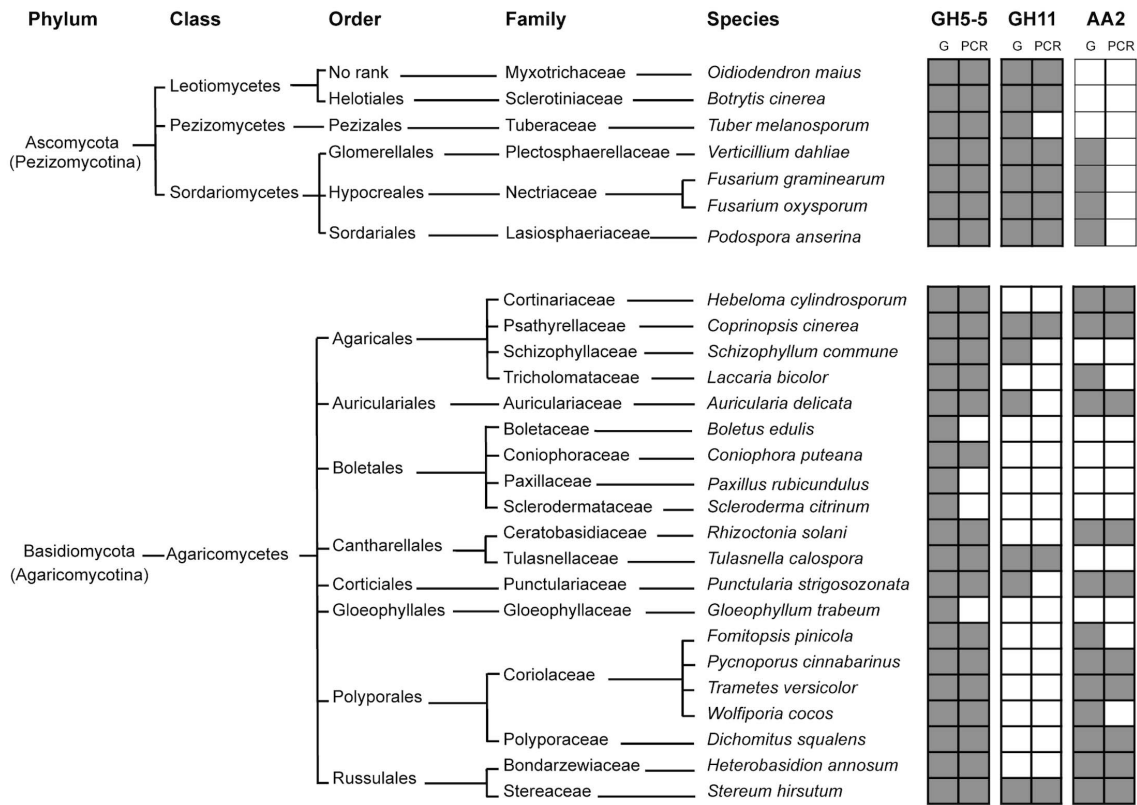 Phylum Class Order Family Species GH5-5 GH11 AA2
G PCR G PCR G PCR
No rank Myxotrichaceae Oidiodendron maius
Leotiomycetes
Helotiales Sclerotiniaceae Botrytis cinerea
Pezizomycetes Pezizales Tuberaceae Tuber melanosporum
Ascomycota
(Pezizomycotina)
Glomerellales Plectosphaerellaceae Verticillium dahliae
Fusarium graminearum
Sordariomycetes Hypocreales Nectriaceae
Fusarium oxysporum
Sordariales Lasiosphaeriaceae Podospora anserina
Cortinariaceae Hebeloma cylindrosporum
Psathyrellaceae Coprinopsis cinerea
Agaricales
Schizophyllaceae Schizophyllum commune
Tricholomataceae Laccaria bicolor
Auriculariales Auriculariaceae Auricularia delicata
Boletaceae Boletus edulis
Coniophoraceae Coniophora puteana
Boletales
Paxillaceae Paxillus rubicundulus
Sclerodermataceae Scleroderma citrinum
Ceratobasidiaceae Rhizoctonia solani
Basidiomycota Agaricomycetes Cantharellales
(Agaricomycotina)
Tulasnellaceae Tulasnella calospora
Corticiales Punctulariaceae Punctularia strigosozonata
Gloeophyllales Gloeophyllaceae Gloeophyllum trabeum
Fomitopsis pinicola
Pycnoporus cinnabarinus
Coriolaceae
Trametes versicolor
Polyporales
Wolfiporia cocos
Polyporaceae Dichomitus squalens
Bondarzewiaceae Heterobasidion annosum
Russulales
Stereaceae Stereum hirsutum